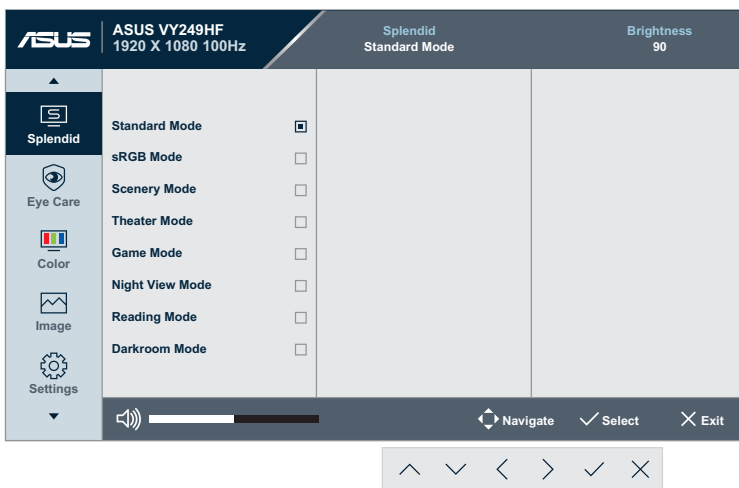 ASUS
ASUS VY249HF
1920 X 1080 100Hz
Splendid
Standard Mode
Brightness
90
Splendid
Eye Care
Color
Image
Settings
Standard Mode
sRGB Mode
Scenery Mode
Theater Mode
Game Mode
Night View Mode
Reading Mode
Darkroom Mode
Navigate
Select
Exit